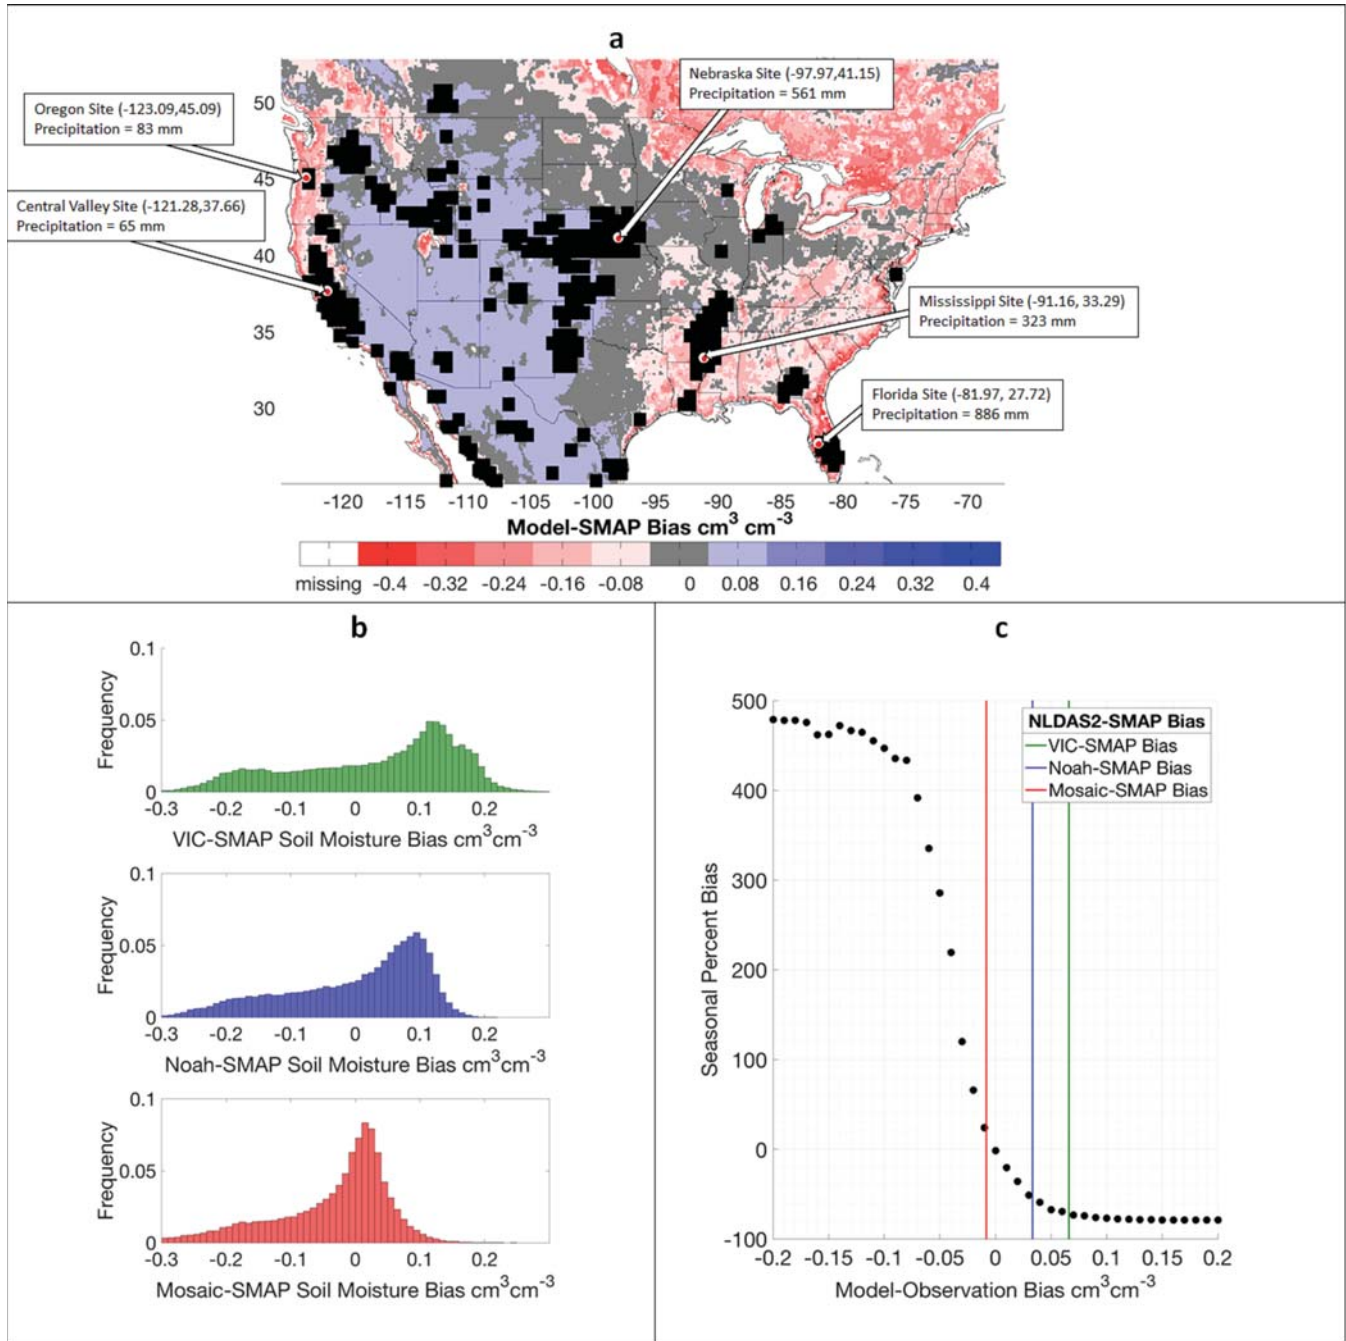 a
Oregon Site (-123.09,45.09)
Precipitation = 83 mm
Central Valley Site (-121.28,37.66)
Precipitation = 65 mm
Nebraska Site (-97.97,41.15)
Precipitation = 561 mm
Mississippi Site (-91.16, 33.29)
Precipitation = 323 mm
Florida Site (-81.97, 27.72)
Precipitation = 886 mm
50
45
40
35
30
-120 -115 -110 -105 -100 -95 -90 -85 -80 -75 -70
Model-SMAP Bias cm³ cm⁻³
missing -0.4 -0.32 -0.24 -0.16 -0.08 0 0.08 0.16 0.24 0.32 0.4
b
0.1
0.05
0
Frequency
-0.3 -0.2 -0.1 0 0.1 0.2
VIC-SMAP Soil Moisture Bias cm³cm⁻³
0.1
0.05
0
Frequency
-0.3 -0.2 -0.1 0 0.1 0.2
Noah-SMAP Soil Moisture Bias cm³cm⁻³
0.1
0.05
0
Frequency
-0.3 -0.2 -0.1 0 0.1 0.2
Mosaic-SMAP Soil Moisture Bias cm³cm⁻³
c
500
400
300
200
100
0
-100
Seasonal Percent Bias
NLDAS2-SMAP Bias
VIC-SMAP Bias
Noah-SMAP Bias
Mosaic-SMAP Bias
-0.2 -0.15 -0.1 -0.05 0 0.05 0.1 0.15 0.2
Model-Observation Bias cm³cm⁻³